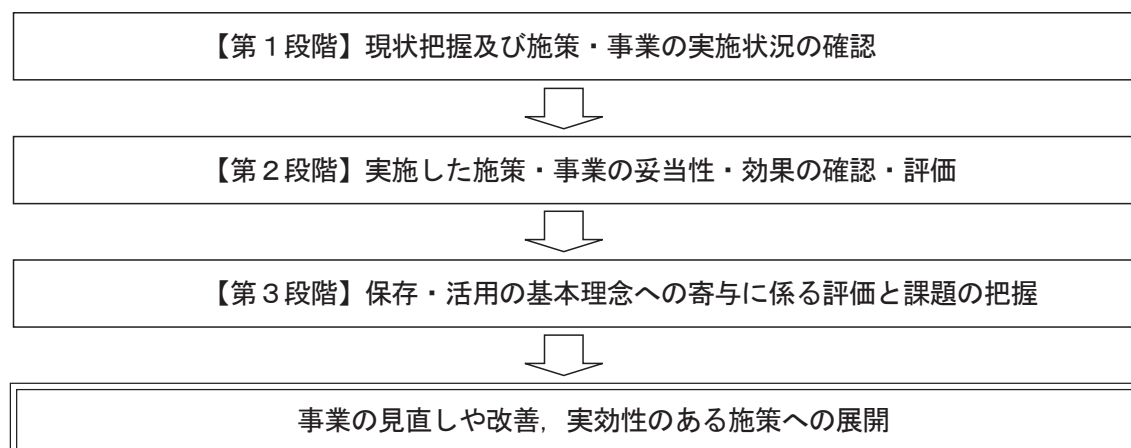 【第１段階】現状把握及び施策・事業の実施状況の確認
【第２段階】実施した施策・事業の妥当性・効果の確認・評価
【第３段階】保存・活用の基本理念への寄与に係る評価と課題の把握
事業の見直しや改善，実効性のある施策への展開